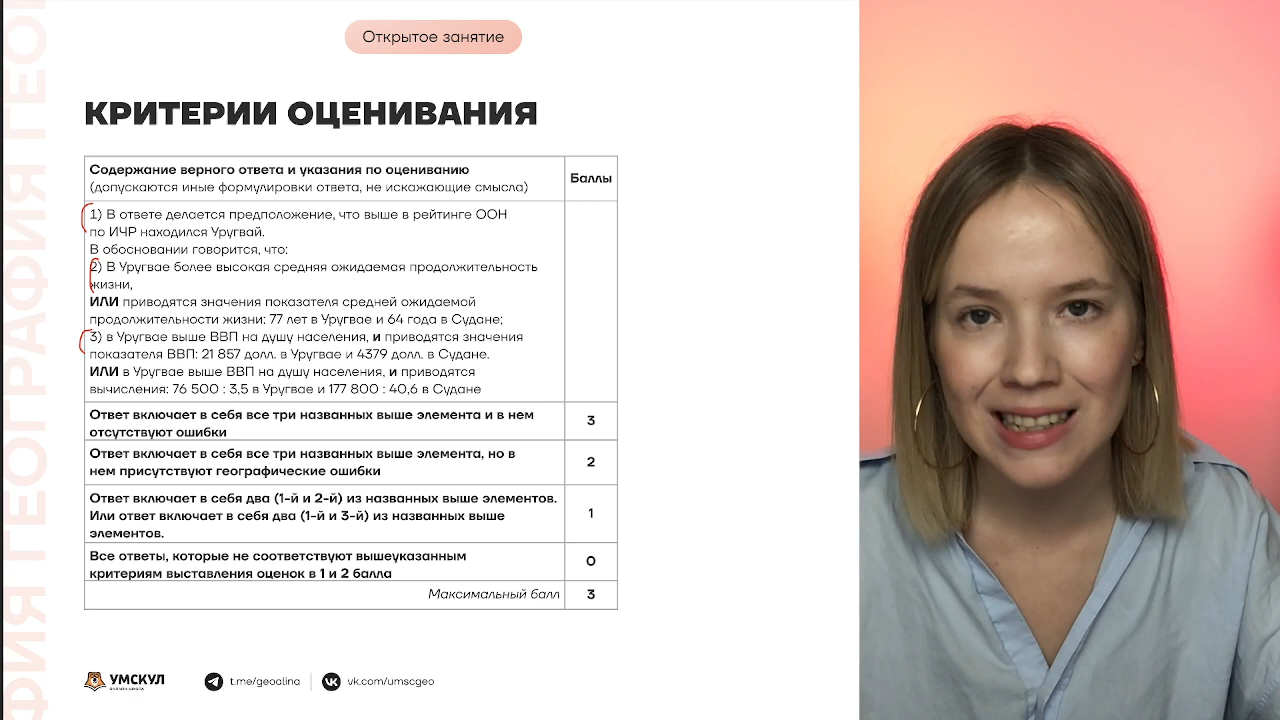 Открытое занятие
КРИТЕРИИ ОЦЕНИВАНИЯ
Содержание верного ответа и указания по оцениванию
(допускаются иные формулировки ответа, не искажающие смысла)
Баллы
1) В ответе делается предположение, что выше в рейтинге ООН
по ИЧР находился Уругвай.
В обосновании говорится, что:
2) В Уругвае более высокая средняя ожидаемая продолжительность
жизни,
ИЛИ приводятся значения показателя средней ожидаемой
продолжительности жизни: 77 лет в Уругвае и 64 года в Судане;
3) в Уругвае выше ВВП на душу населения, и приводятся значения
показателя ВВП: 21 857 долл. в Уругвае и 4379 долл. в Судане.
ИЛИ в Уругвае выше ВВП на душу населения, и приводятся
вычисления: 76 500 : 3,5 в Уругвае и 177 800 : 40,6 в Судане
Ответ включает в себя все три названных выше элемента и в нем
отсутствуют ошибки
3
Ответ включает в себя все три названных выше элемента, но в
нем присутствуют географические ошибки
2
Ответ включает в себя два (1-й и 2-й) из названных выше элементов.
Или ответ включает в себя два (1-й и 3-й) из названных выше
элементов.
1
Все ответы, которые не соответствуют вышеуказанным
критериям выставления оценок в 1 и 2 балла
0
Максимальный балл
3
УМСКУЛ
ОНЛАЙН-ШКОЛА
t.me/geoalina
vk.com/umscgeo
ФИЯ ГЕОГРАФИЯ ГЕОГ